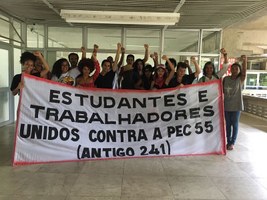 ESTUDANTES E
TRABALHADORES
UNIDOS CONTRA A PEC 55
(ANTIGO 241)